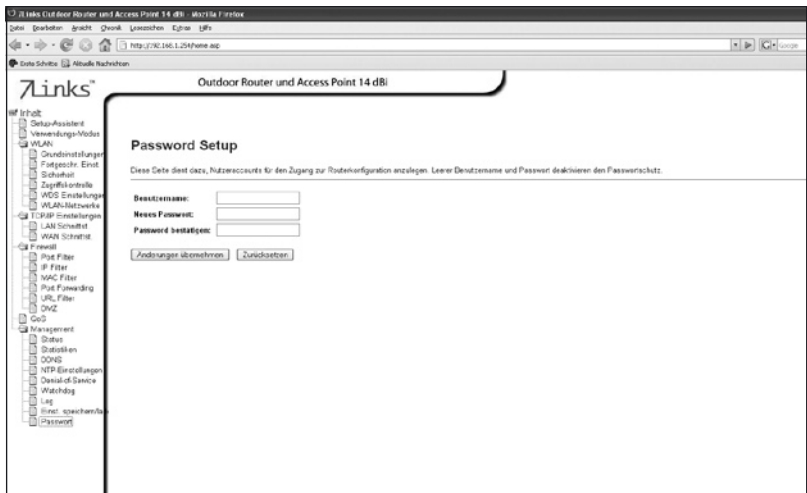 7Links Outdoor Router und Access Point 14 dBi - Mozilla Firefox
Datei Bearbeiten Ansicht Chronik Lesezeichen Extras Hilfe
http://192.168.1.254/home.asp
Google
Erste Schritte Aktuelle Nachrichten
7Links™
Outdoor Router und Access Point 14 dBi
Inhalt
Setup-Assistent
Verwendungs-Modus
WLAN
Grundeinstellungen
Fortgeschr. Einst.
Sicherheit
Zugriffskontrolle
WDS Einstellungen
WLAN-Netzwerke
TCP/IP Einstellungen
LAN Schnittst
WAN Schnittst
Firewall
Port Filter
IP Filter
MAC Filter
Port Forwarding
URL Filter
DMZ
QoS
Management
Status
Statistiken
DDNS
NTP-Einstellungen
Denial-of-Service
Watchdog
Log
Einst. speichern/la
Passwort
Password Setup
Diese Seite dient dazu, Nutzeraccounts für den Zugang zur Routerkonfiguration anzulegen. Leerer Benutzername und Passwort deaktivieren den Passwortschutz.
Benutzername:
Neues Passwort:
Password bestätigen:
Änderungen übernehmen Zurücksetzen